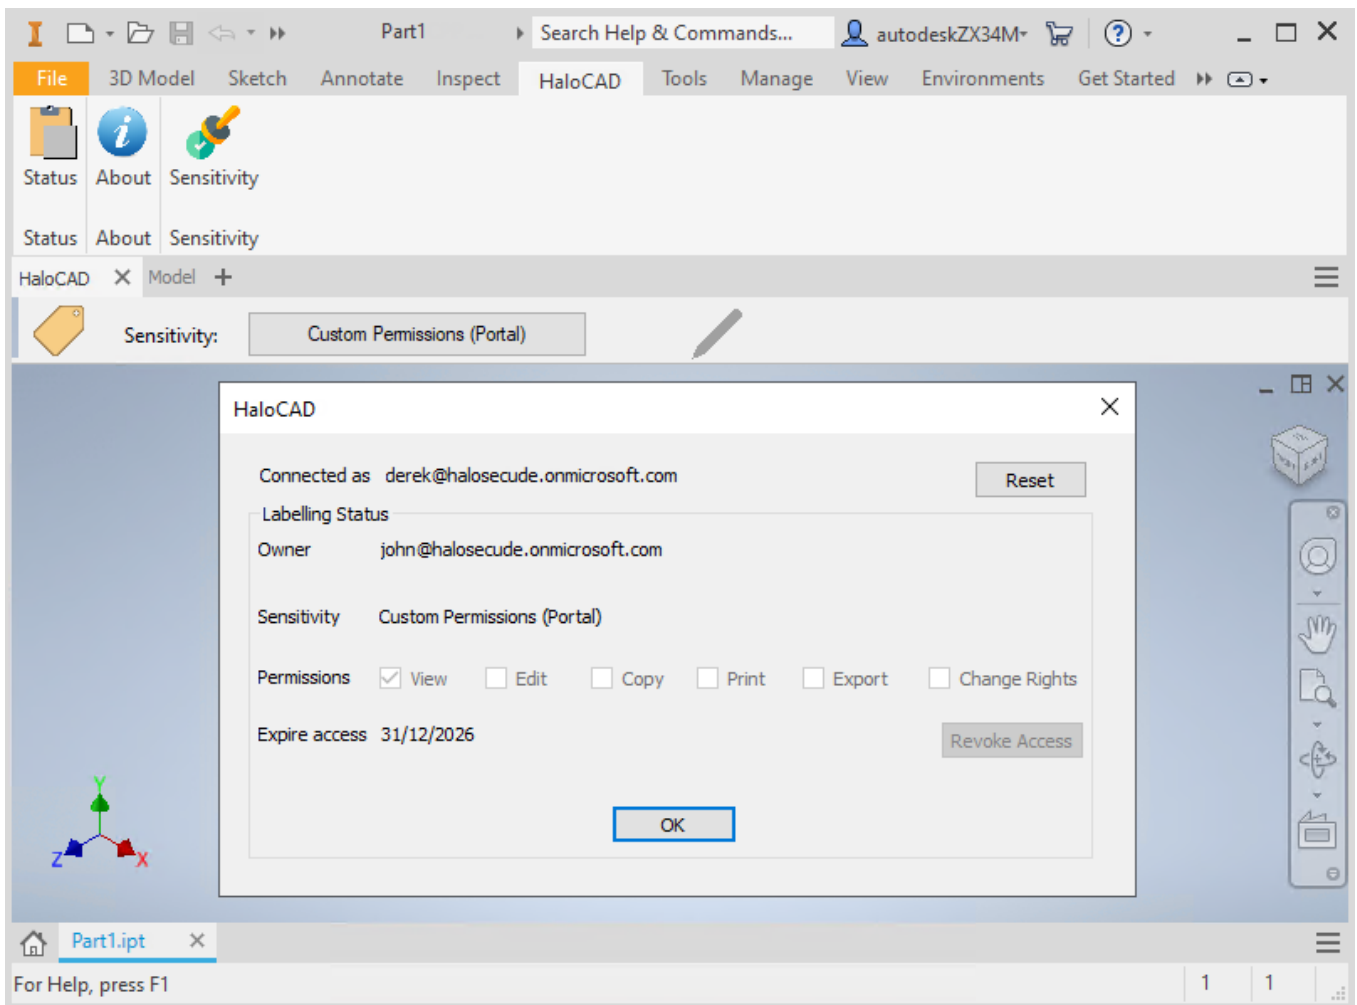 Part1 Search Help & Commands... autodeskZX34M
File 3D Model Sketch Annotate Inspect HaloCAD Tools Manage View Environments Get Started
Status About Sensitivity
Status About Sensitivity
HaloCAD Model
Sensitivity: Custom Permissions (Portal)
HaloCAD
Connected as derek@halosecude.onmicrosoft.com Reset
Labelling Status
Owner john@halosecude.onmicrosoft.com
Sensitivity Custom Permissions (Portal)
Permissions View Edit Copy Print Export Change Rights
Expire access 31/12/2026 Revoke Access
OK
Y
Z X
Part1.ipt
For Help, press F1 1 1